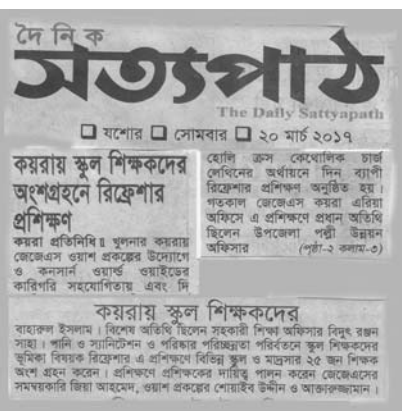 দৈনিক
সত্যপাঠ
The Daily Sattyapath
❑ যশোর ❑ সোমবার ❑ ২০ মার্চ ২০১৭
কয়রায় স্কুল শিক্ষকদের
অংশগ্রহনে রিফ্রেশার
প্রশিক্ষণ
কয়রা প্রতিনিধি॥ খুলনার কয়রায়
জেজেএস ওয়াশ প্রকল্পের উদ্যোগে
ও কনসার্ন ওয়ার্ল্ড ওয়াইডের
কারিগরি সহযোগিতায় এবং দি
হোলি ক্রস কেথোলিক চার্জ
লেথিনের অর্থায়নে দিন ব্যাপী
রিফ্রেশার প্রশিক্ষণ অনুষ্ঠিত হয়।
গতকাল জেজেএস কয়রা এরিয়া
অফিসে এ প্রশিক্ষণে প্রধান অতিথি
ছিলেন উপজেলা পল্লী উন্নয়ন
অফিসার (পৃষ্ঠা-২ কলাম-৩)
কয়রায় স্কুল শিক্ষকদের
বাহারুল ইসলাম। বিশেষ অতিথি ছিলেন সহকারী শিক্ষা অফিসার বিদুৎ রঞ্জন
সাহা। পানি ও স্যানিটেশন ও পরিষ্কার পরিচ্ছন্নতা পরিবর্তনে স্কুল শিক্ষকদের
ভূমিকা বিষয়ক রিফ্রেশার এ প্রশিক্ষণে বিভিন্ন স্কুল ও মাদ্রসার ২৫ জন শিক্ষক
অংশ গ্রহন করেন। প্রশিক্ষণে প্রশিক্ষকের দায়িত্ব পালন করেন জেজেএসের
সমন্বয়কারি জিয়া আহমেদ, ওয়াশ প্রকল্পের শোয়াইব উদ্দীন ও আক্তারুজ্জামান।